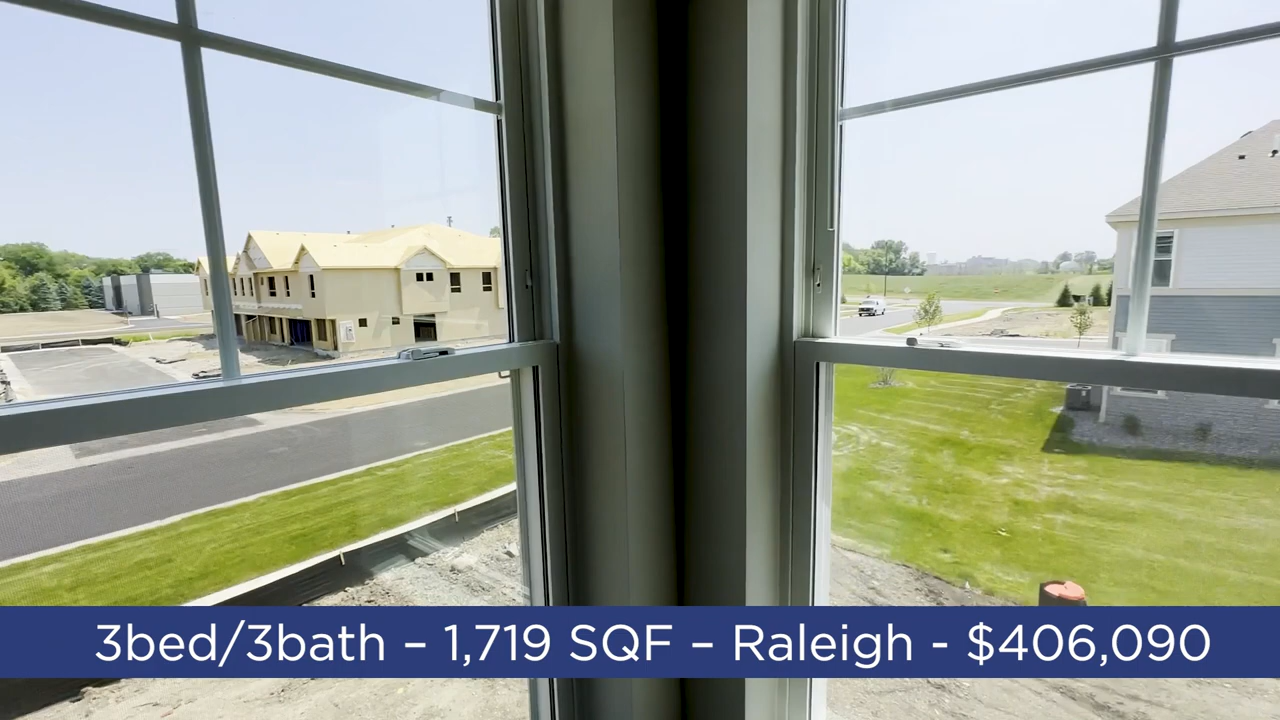 3bed/3bath – 1,719 SQF – Raleigh - $406,090